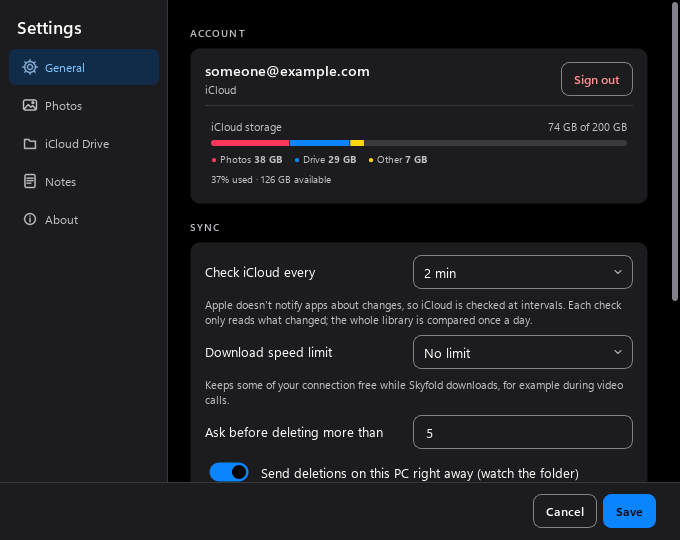 Settings
General
Photos
iCloud Drive
Notes
About
ACCOUNT
someone@example.com
iCloud
Sign out
iCloud storage
74 GB of 200 GB
Photos 38 GB
Drive 29 GB
Other 7 GB
37% used · 126 GB available
SYNC
Check iCloud every
2 min
Apple doesn't notify apps about changes, so iCloud is checked at intervals. Each check
only reads what changed; the whole library is compared once a day.
Download speed limit
No limit
Keeps some of your connection free while Skyfold downloads, for example during video
calls.
Ask before deleting more than
5
Send deletions on this PC right away (watch the folder)
Cancel
Save